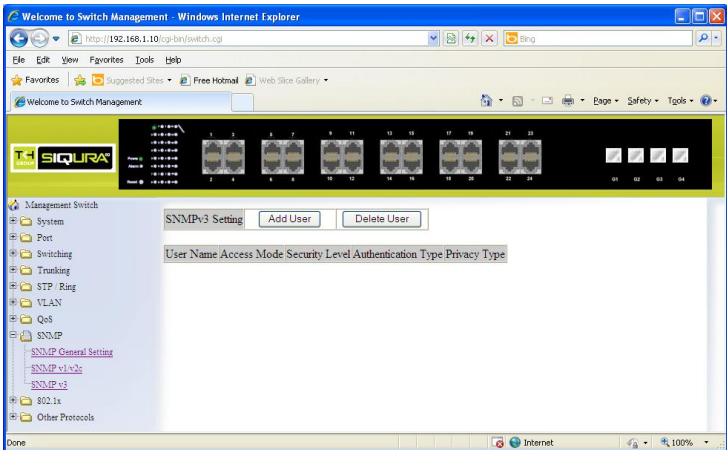 Welcome to Switch Management - Windows Internet Explorer
http://192.168.1.10/cgi-bin/switch.cgi
Bing
File Edit View Favorites Tools Help
Favorites Suggested Sites Free Hotmail Web Slice Gallery
Welcome to Switch Management
Page Safety Tools
TKH GROUP SIQURA
Power
Alarm
Reset
1 3 5 7 9 11 13 15 17 19 21 23
2 4 6 8 10 12 14 16 18 20 22 24
G1 G2 G3 G4
Management Switch
System
Port
Switching
Trunking
STP / Ring
VLAN
QoS
SNMP
SNMP General Setting
SNMP v1/v2c
SNMP v3
802.1x
Other Protocols
SNMPv3 Setting Add User Delete User
User Name Access Mode Security Level Authentication Type Privacy Type
Done Internet 100%